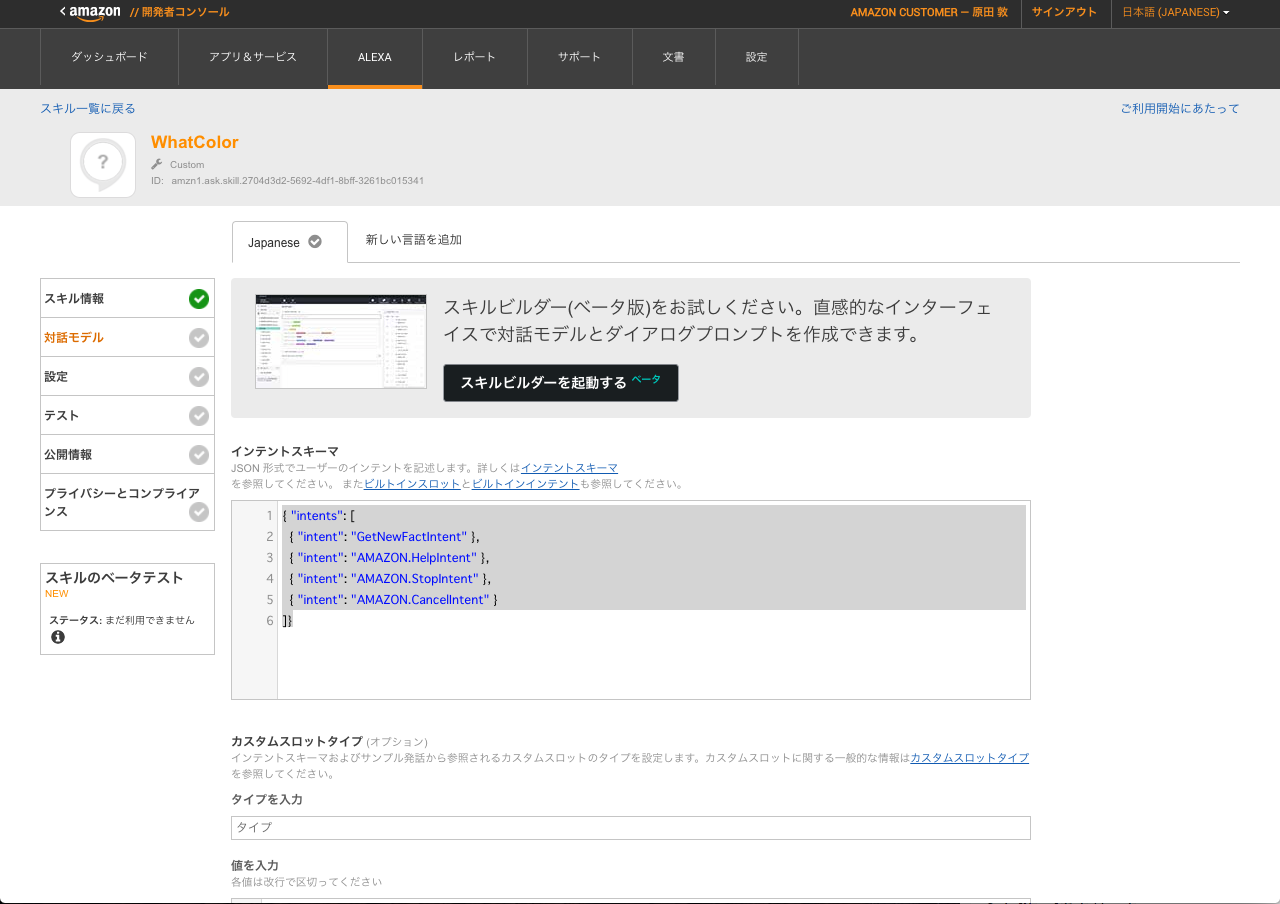 amazon // 開発者コンソール
AMAZON CUSTOMER – 原田 敦
サインアウト
日本語 (JAPANESE)
ダッシュボード
アプリ＆サービス
ALEXA
レポート
サポート
文書
設定
スキル一覧に戻る
ご利用開始にあたって
?
WhatColor
Custom
ID: amzn1.ask.skill.2704d3d2-5692-4df1-8bff-3261bc015341
Japanese
新しい言語を追加
スキル情報
対話モデル
設定
テスト
公開情報
プライバシーとコンプライア
ンス
スキルのベータテスト
NEW
ステータス: まだ利用できません
スキルビルダー(ベータ版)をお試しください。直感的なインターフェ
イスで対話モデルとダイアログプロンプトを作成できます。
スキルビルダーを起動する ベータ
インテントスキーマ
JSON 形式でユーザーのインテントを記述します。詳しくはインテントスキーマ
を参照してください。 またビルトインスロットとビルトインインテントも参照してください。
1 { "intents": [
2 { "intent": "GetNewFactIntent" },
3 { "intent": "AMAZON.HelpIntent" },
4 { "intent": "AMAZON.StopIntent" },
5 { "intent": "AMAZON.CancelIntent" }
6 ]}
カスタムスロットタイプ (オプション)
インテントスキーマおよびサンプル発話から参照されるカスタムスロットのタイプを設定します。カスタムスロットに関する一般的な情報はカスタムスロットタイプ
を参照してください。
タイプを入力
タイプ
値を入力
各値は改行で区切ってください